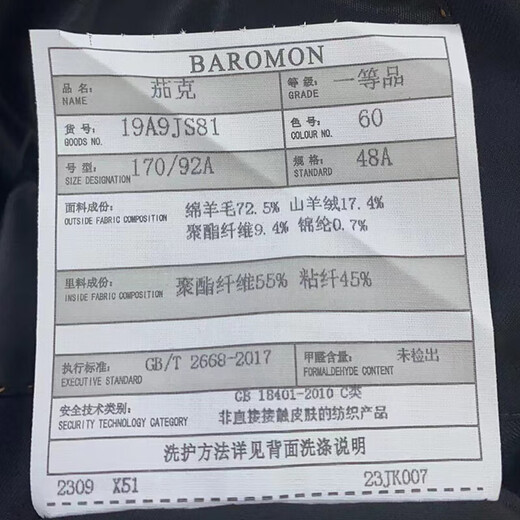 BAROMON
品名: 茄克 等级: 一等品
NAME GRADE
货号: 19A9JS81 色号: 60
GOODS NO. COLOUR NO.
号型: 170/92A 规格: 48A
SIZE DESIGNATION STANDARD
面料成份: 绵羊毛72.5% 山羊绒17.4%
OUTSIDE FABRIC COMPOSITION 聚酯纤维9.4% 锦纶0.7%
里料成份: 聚酯纤维55% 粘纤45%
INSIDE FABRIC COMPOSITION
执行标准: GB/T 2668-2017 甲醛含量: 未检出
EXECUTIVE STANDARD FORMALDEHYDE CONTENT
安全技术类别: GB 18401-2010 C类
SECURITY TECHNOLOGY CATEGORY 非直接接触皮肤的纺织产品
洗护方法详见背面洗涤说明
2309 X51 23JK007